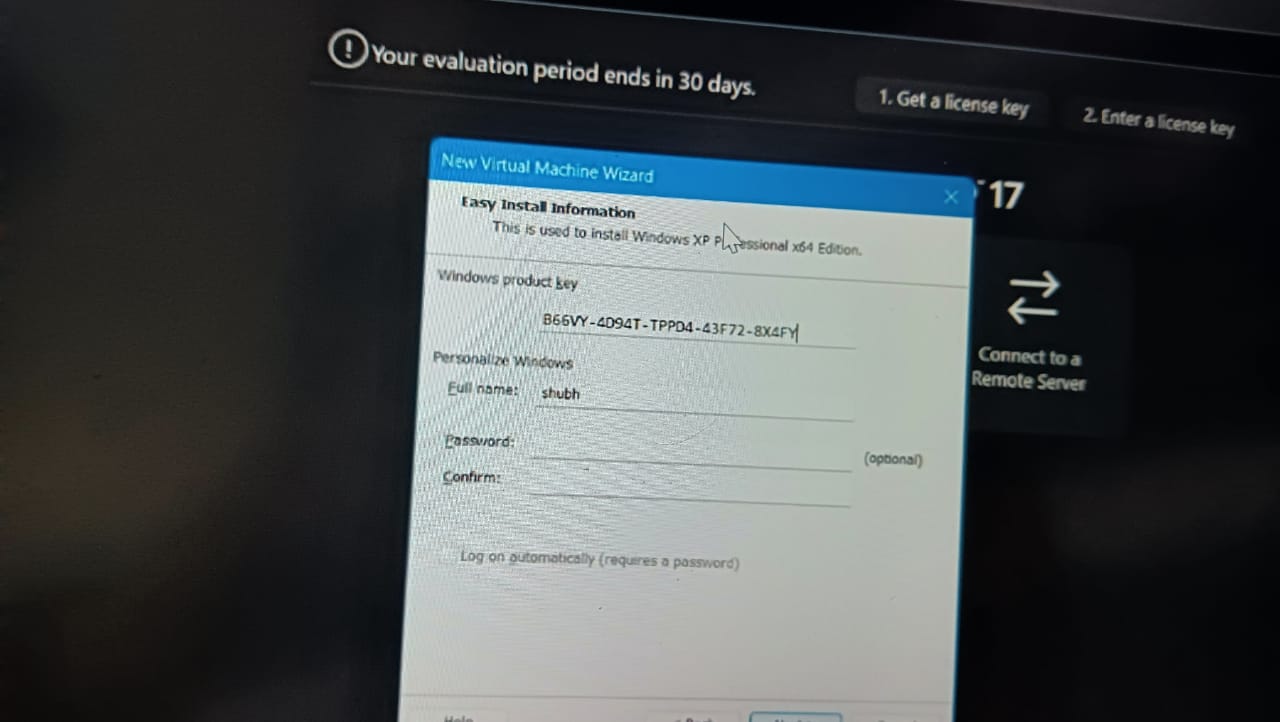 Your evaluation period ends in 30 days.
1. Get a license key
2. Enter a license key
New Virtual Machine Wizard
17
Easy Install Information
This is used to install Windows XP Professional x64 Edition.
Windows product key
B66VY-4D94T-TPPD4-43F72-8X4FY
Connect to a
Remote Server
Personalize Windows
Full name: shubh
Password:
(optional)
Confirm:
Log on automatically (requires a password)
Help